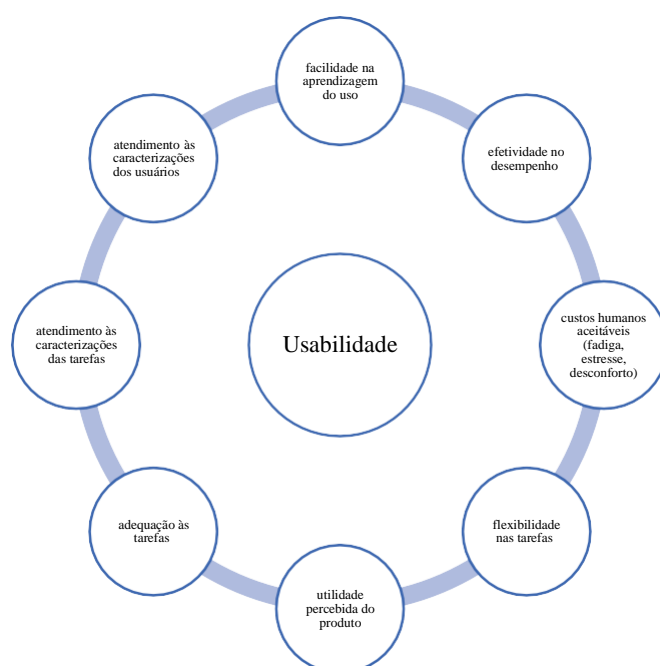 facilidade na
aprendizagem
do uso
efetividade no
desempenho
custos humanos
aceitáveis
(fadiga,
estresse,
desconforto)
flexibilidade
nas tarefas
utilidade
percebida do
produto
adequação às
tarefas
atendimento às
caracterizações
das tarefas
atendimento às
caracterizações
dos usuários
Usabilidade